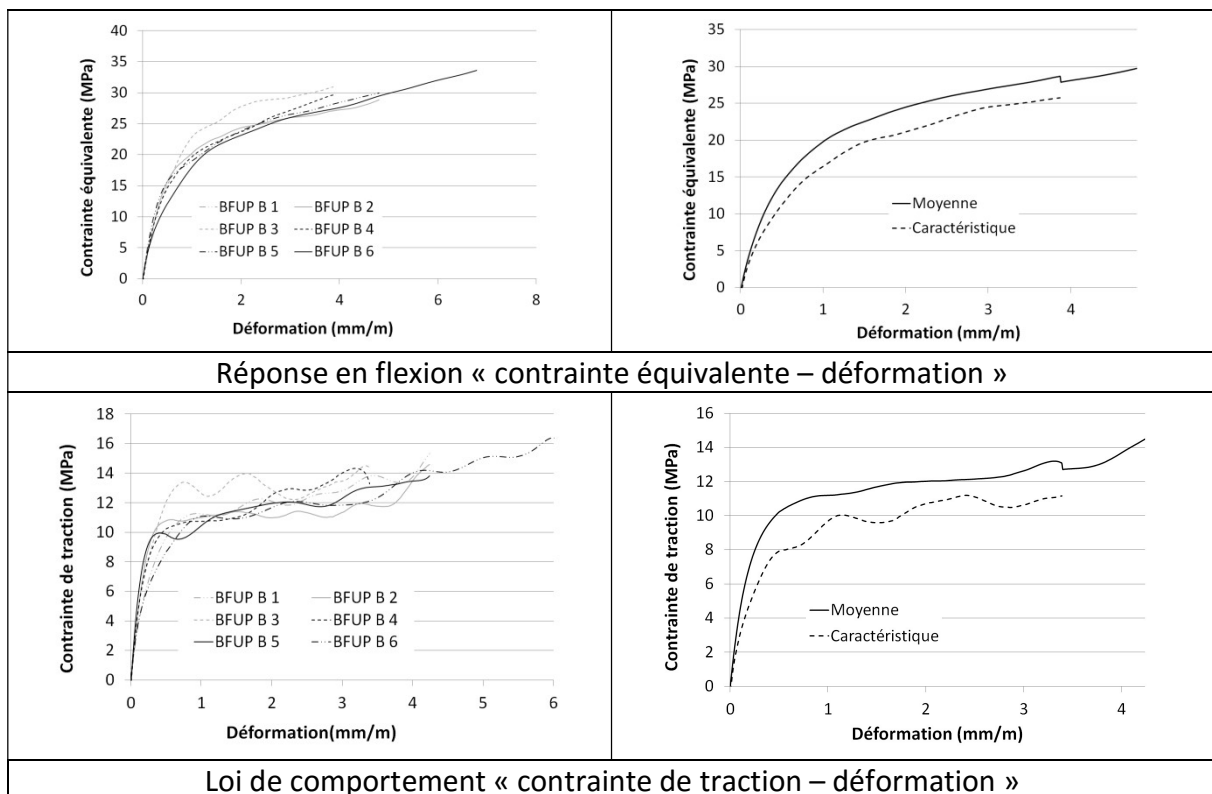 Contrainte équivalente (MPa)
40
35
30
25
20
15
10
5
0
BFUP B 1
BFUP B 2
BFUP B 3
BFUP B 4
BFUP B 5
BFUP B 6
0 2 4 6 8
Déformation (mm/m)
Contrainte équivalente (MPa)
35
30
25
20
15
10
5
0
Moyenne
Caractéristique
0 1 2 3 4
Déformation (mm/m)
Réponse en flexion « contrainte équivalente – déformation »
Contrainte de traction (MPa)
18
16
14
12
10
8
6
4
2
0
BFUP B 1
BFUP B 2
BFUP B 3
BFUP B 4
BFUP B 5
BFUP B 6
0 1 2 3 4 5 6
Déformation(mm/m)
Contrainte de traction (MPa)
16
14
12
10
8
6
4
2
0
Moyenne
Caractéristique
0 1 2 3 4
Déformation (mm/m)
Loi de comportement « contrainte de traction – déformation »